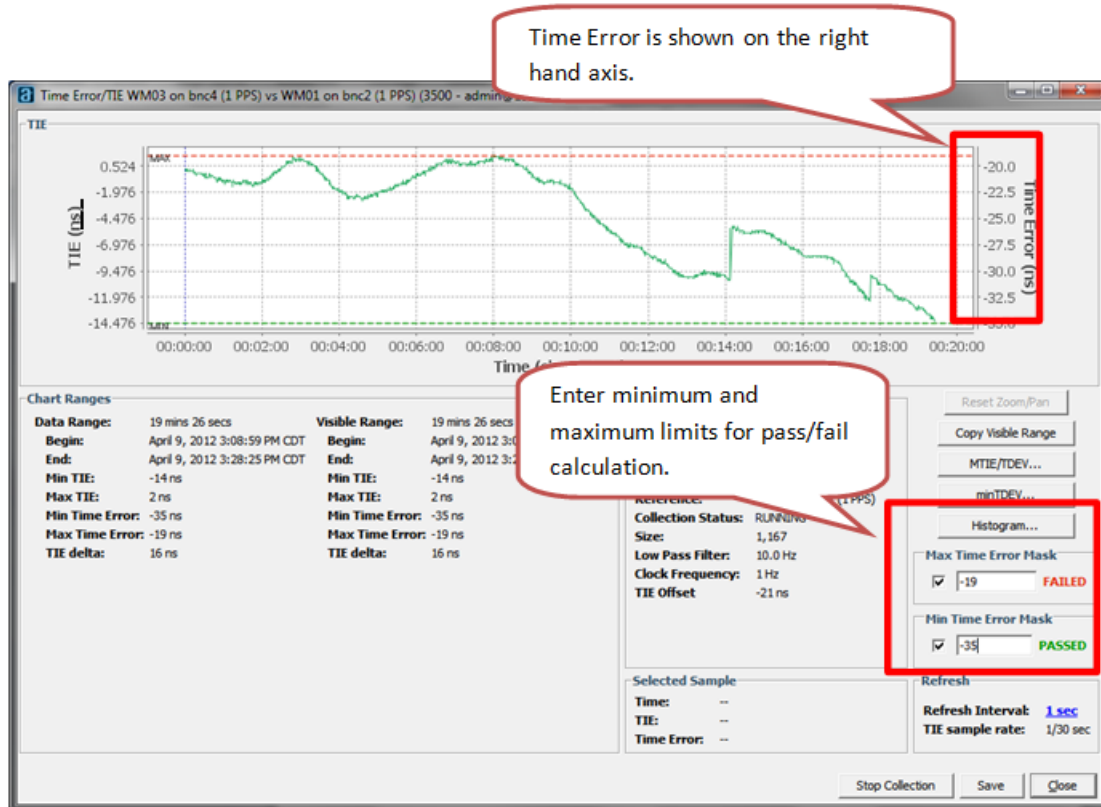 Time Error is shown on the right
hand axis.
Time Error/TIE WM03 on bnc4 (1 PPS) vs WM01 on bnc2 (1 PPS) (3500 - admin
TIE
MAX
0.524
-1.976
-4.476
-6.976
-9.476
-11.976
-14.476
MIN
TIE (ns)
-20.0
-22.5
-25.0
-27.5
-30.0
-32.5
Time Error (ns)
00:00:00 00:02:00 00:04:00 00:06:00 00:08:00 00:10:00 00:12:00 00:14:00 00:16:00 00:18:00 00:20:00
Time
Enter minimum and
maximum limits for pass/fail
calculation.
Chart Ranges
Data Range: 19 mins 26 secs
Begin: April 9, 2012 3:08:59 PM CDT
End: April 9, 2012 3:28:25 PM CDT
Min TIE: -14 ns
Max TIE: 2 ns
Min Time Error: -35 ns
Max Time Error: -19 ns
TIE delta: 16 ns
Visible Range: 19 mins 26 secs
Begin: April 9, 2012
End: April 9, 2012
Min TIE: -14 ns
Max TIE: 2 ns
Min Time Error: -35 ns
Max Time Error: -19 ns
TIE delta: 16 ns
Reference: (1 PPS)
Collection Status: RUNNING
Size: 1,167
Low Pass Filter: 10.0 Hz
Clock Frequency: 1 Hz
TIE Offset -21 ns
Selected Sample
Time: --
TIE: --
Time Error: --
Reset Zoom/Pan
Copy Visible Range
MTIE/TDEV...
minTDEV...
Histogram...
Max Time Error Mask
-19 FAILED
Min Time Error Mask
-35 PASSED
Refresh
Refresh Interval: 1 sec
TIE sample rate: 1/30 sec
Stop Collection
Save
Close